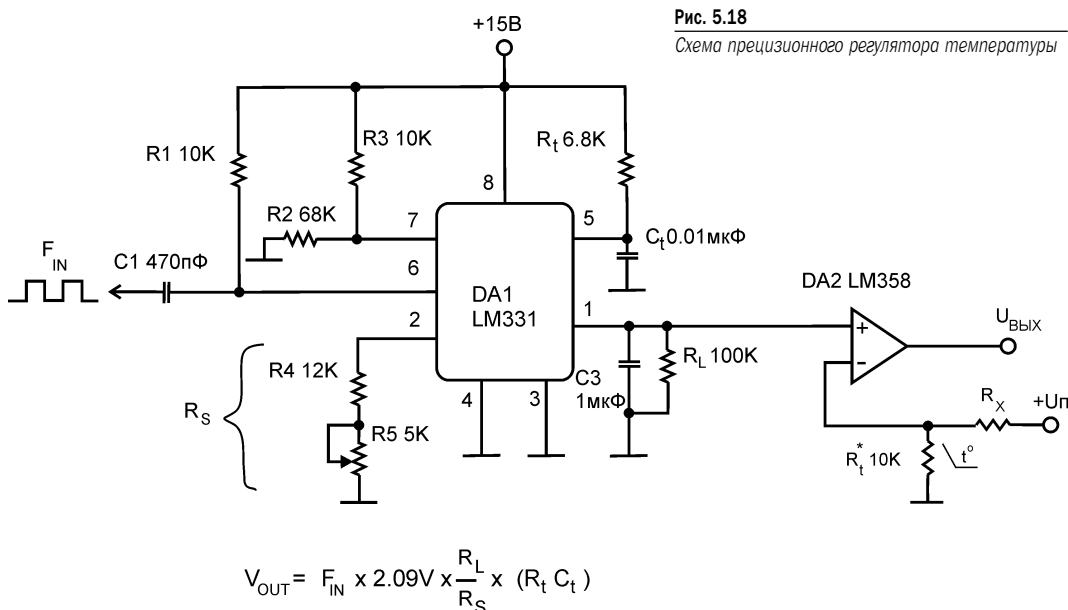 Рис. 5.18
Схема прецизионного регулятора температуры
+15В
R3 10K
Rt 6.8K
R1 10K
8
R2 68K
7
5
Ct 0.01мкФ
FIN
C1 470пФ
6
DA1
LM331
DA2 LM358
2
1
+
-
UВЫХ
R4 12K
RL 100K
C3
1мкФ
RS
4
3
R5 5K
RX
+Uп
Rt* 10K
t°
VOUT = FIN x 2.09V x RL/RS x (Rt Ct)